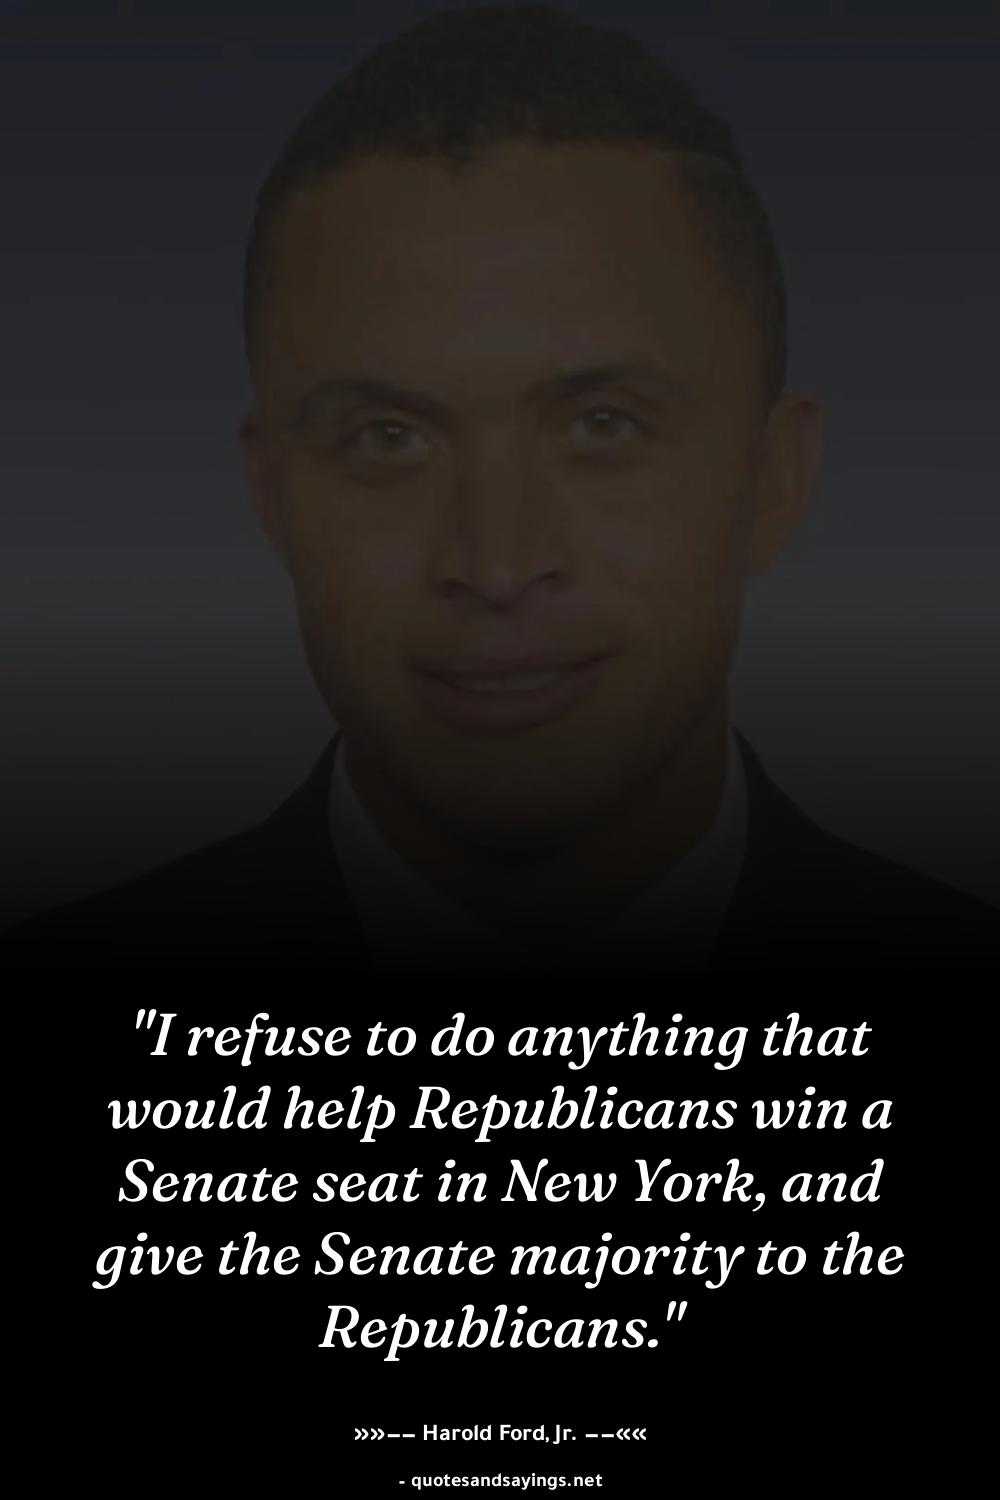 "I refuse to do anything that
would help Republicans win a
Senate seat in New York, and
give the Senate majority to the
Republicans."
»»–– Harold Ford, Jr. ––««
- quotesandsayings.net